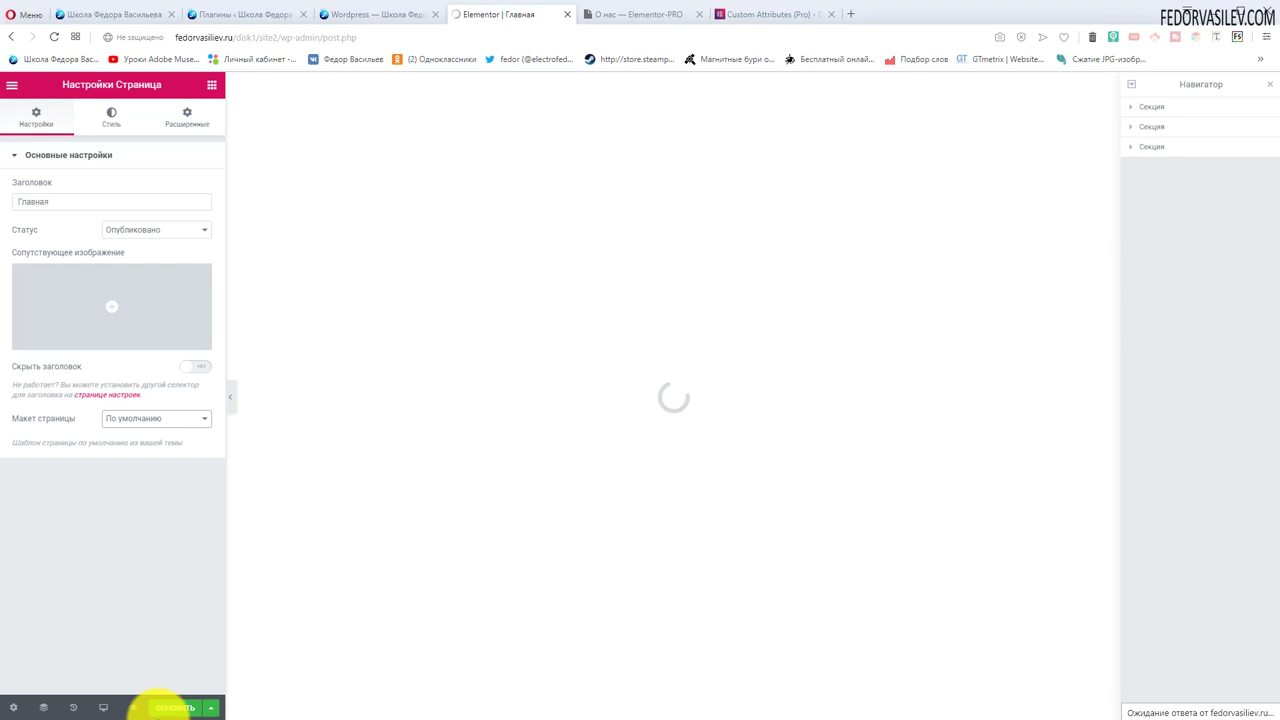 Меню
Школа Федора Васильева
Плагины ‹ Школа Федора
Wordpress — Школа Фед
Elementor | Главная
О нас — Elementor-PRO
Custom Attributes (Pro) - D
FEDORVASILEV.COM
Не защищено
fedorvasiliev.ru/disk1/site2/wp-admin/post.php
Школа Федора Вас...
Уроки Adobe Muse...
Личный кабинет -...
Федор Васильев
(2) Одноклассники
fedor (@electrofed...
http://store.steamp...
Магнитные бури о...
Бесплатный онлай...
Подбор слов
GTmetrix | Website...
Сжатие JPG-изобр...
Настройки Страница
Навигатор
Настройки
Стиль
Расширенные
Секция
Секция
Секция
Основные настройки
Заголовок
Главная
Статус
Опубликовано
Сопутствующее изображение
Скрыть заголовок
НЕТ
Не работает? Вы можете установить другой селектор
для заголовка на странице настроек.
Макет страницы
По умолчанию
Шаблон страницы по умолчанию из вашей темы
ОБНОВИТЬ
Ожидание ответа от fedorvasiliev.ru...